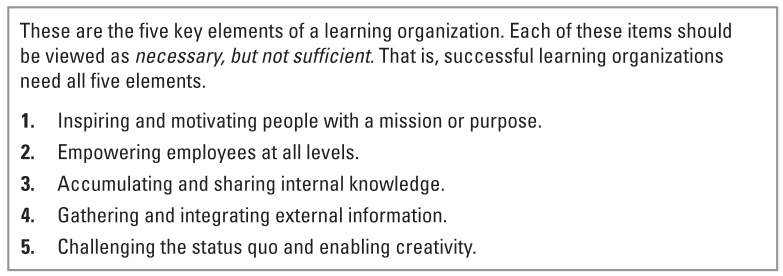 These are the five key elements of a learning organization. Each of these items should
be viewed as necessary, but not sufficient. That is, successful learning organizations
need all five elements.
1. Inspiring and motivating people with a mission or purpose.
2. Empowering employees at all levels.
3. Accumulating and sharing internal knowledge.
4. Gathering and integrating external information.
5. Challenging the status quo and enabling creativity.